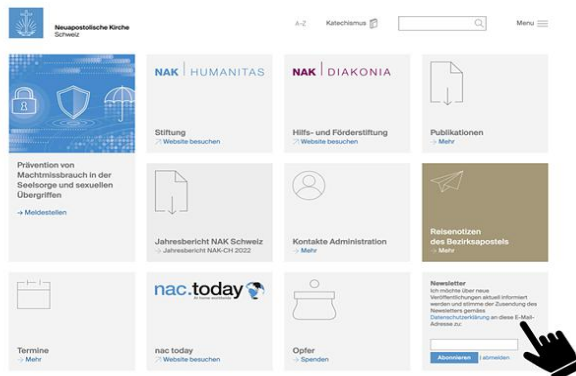 Neuapostolische Kirche
Schweiz
A-Z
Katechismus
Menu
NAK | HUMANITAS
NAK | DIAKONIA
Stiftung
↗ Website besuchen
Hilfs- und Förderstiftung
↗ Website besuchen
Publikationen
→ Mehr
Prävention von
Machtmissbrauch in der
Seelsorge und sexuellen
Übergriffen
→ Meldestellen
Jahresbericht NAK Schweiz
→ Jahresbericht NAK-CH 2022
Kontakte Administration
→ Mehr
Reisenotizen
des Bezirksapostels
→ Mehr
Termine
→ Mehr
nac.today
At home worldwide
nac today
↗ Website besuchen
Opfer
→ Spenden
Newsletter
Ich möchte über neue
Veröffentlichungen aktuell informiert
werden und stimme der Zusendung des
Newsletters gemäss
Datenschutzerklärung an diese E-Mail-
Adresse zu:
Abonnieren | abmelden